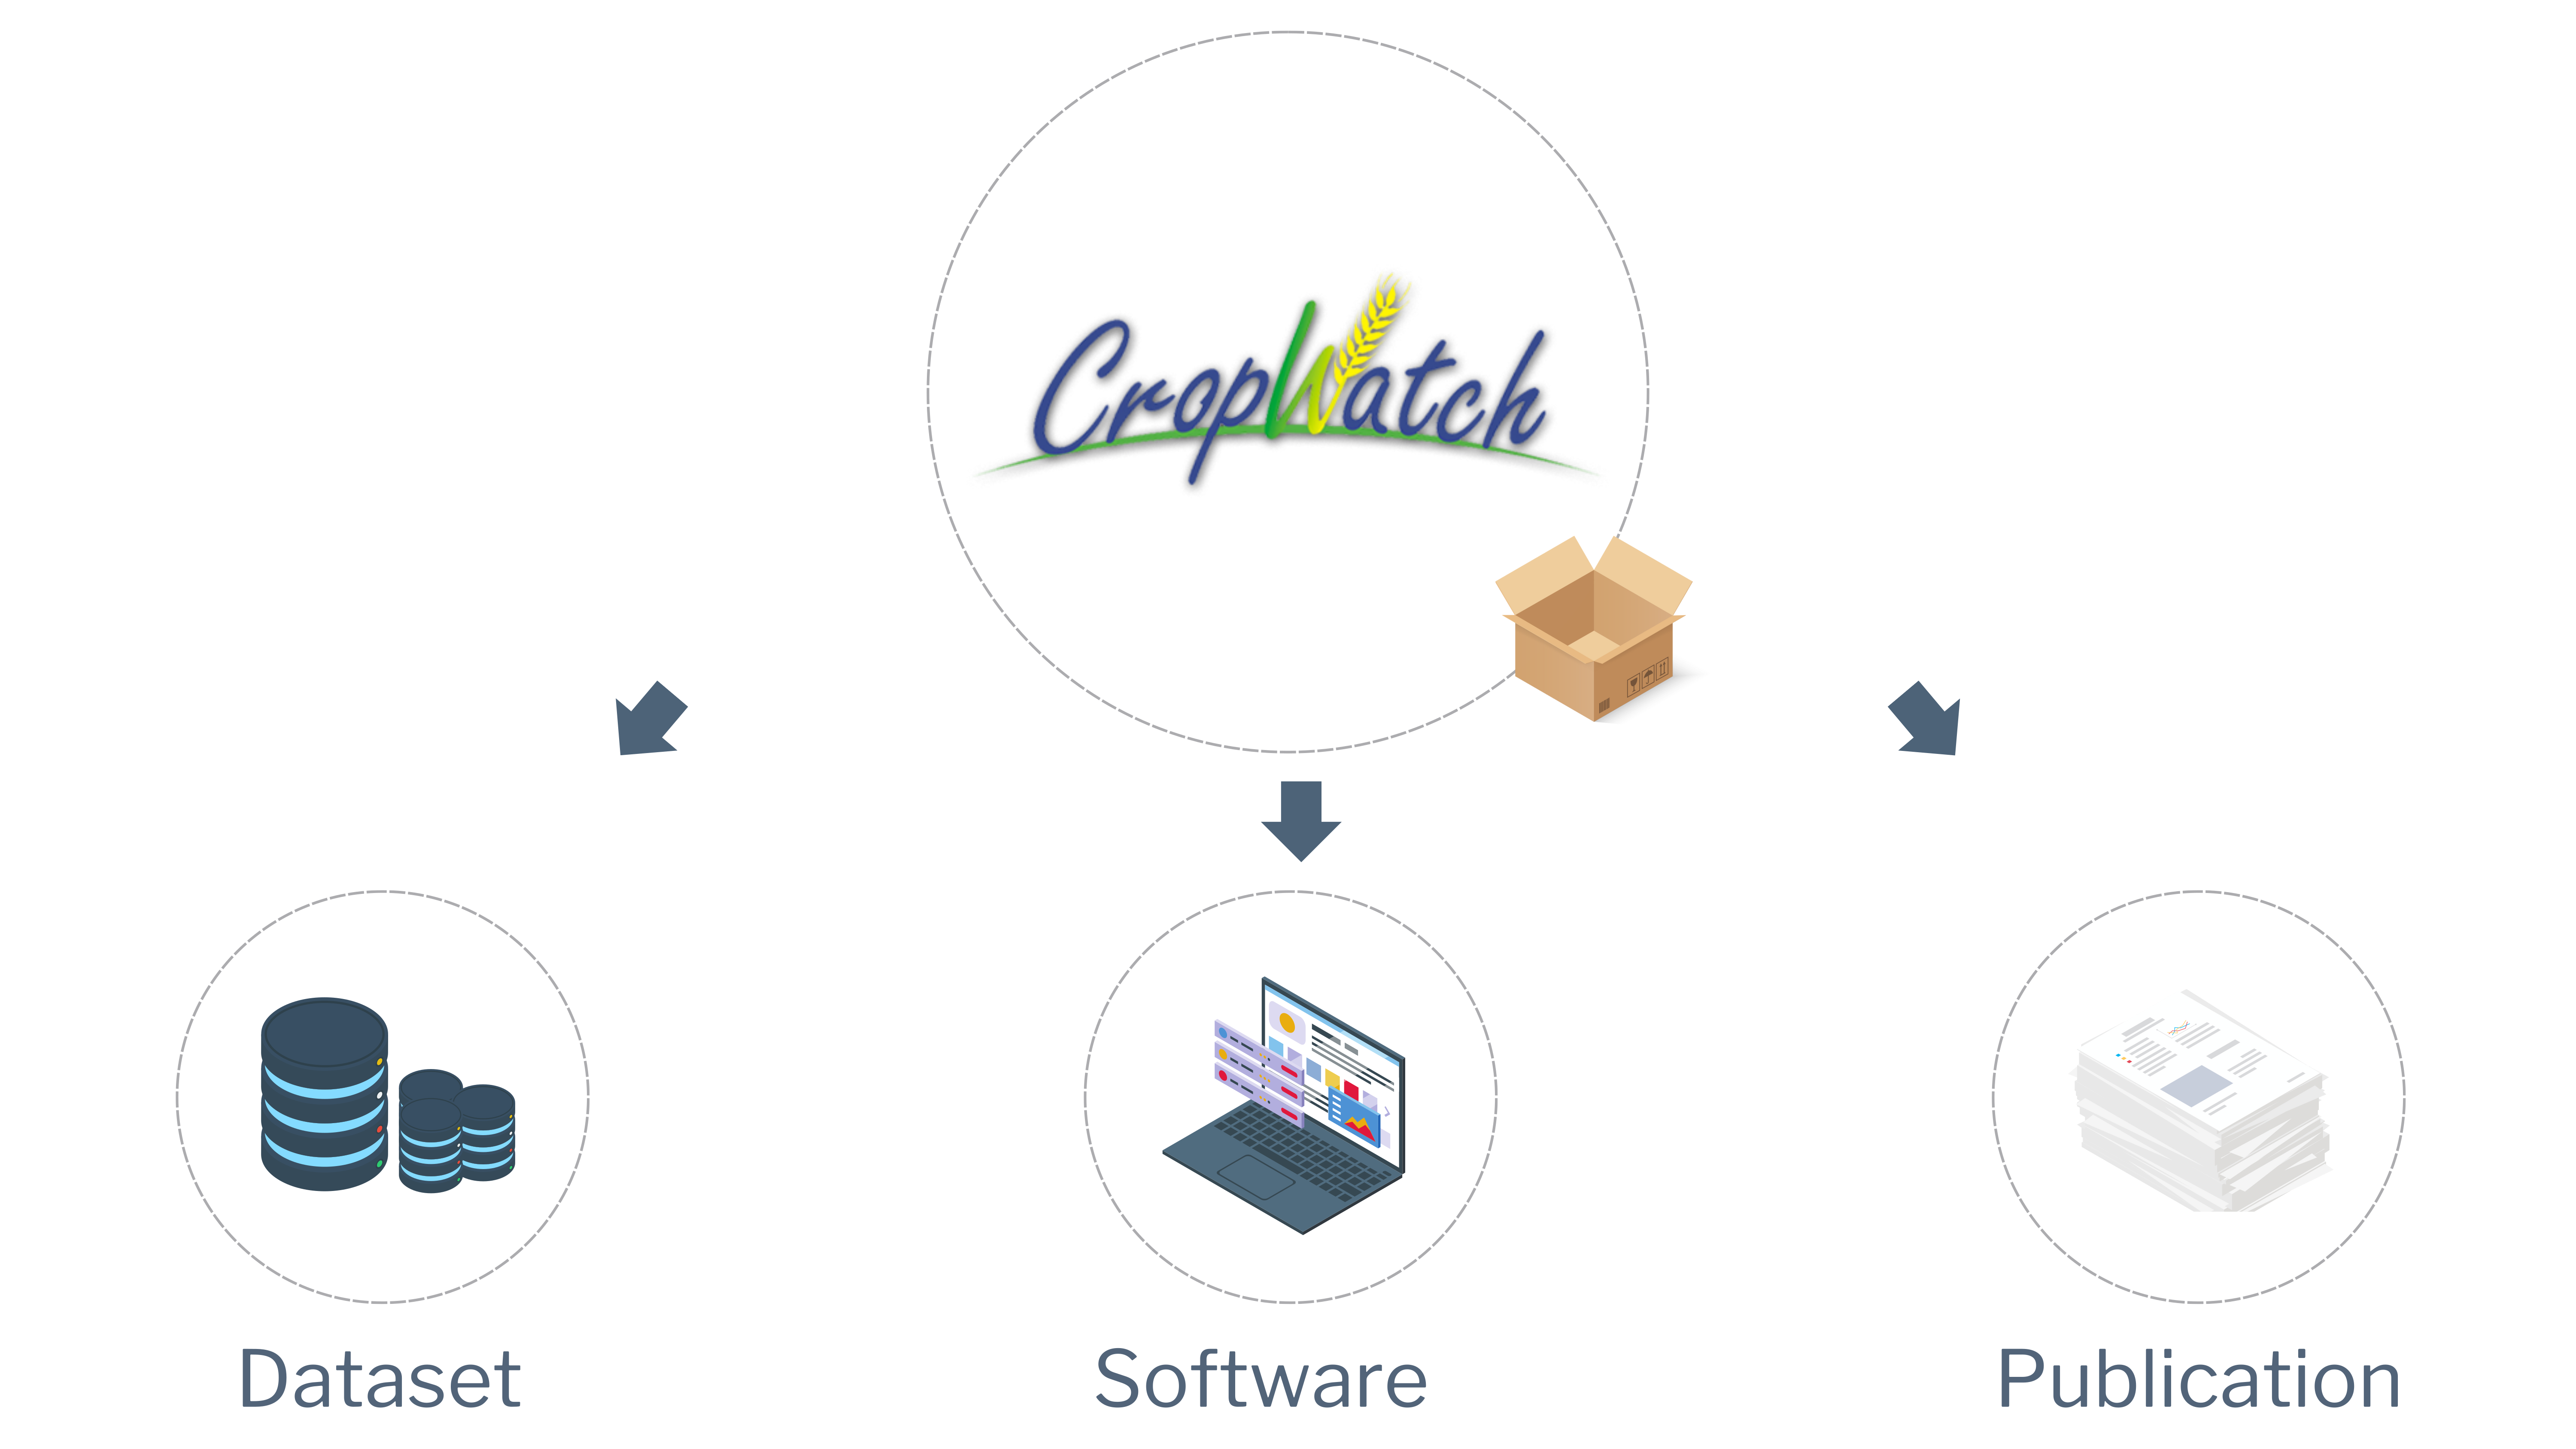 CropWatch
Dataset
Software
Publication